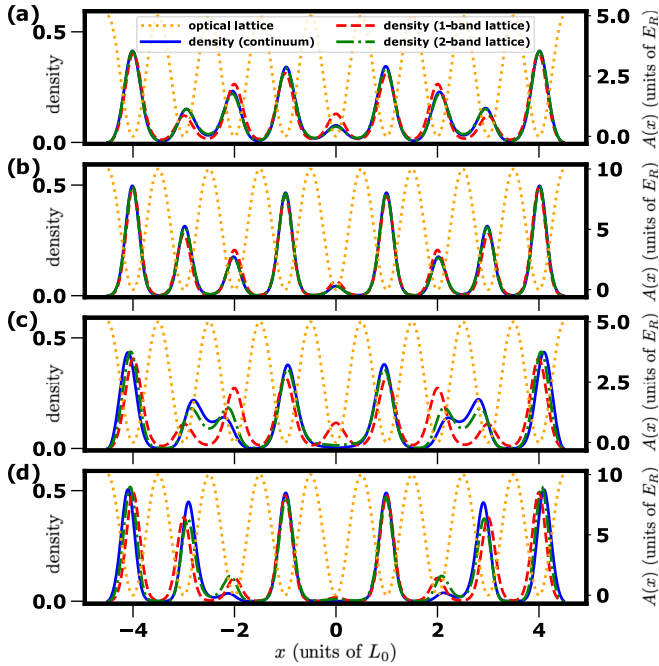 (a)
0.5
0.0
density
optical lattice
density (continuum)
density (1-band lattice)
density (2-band lattice)
5.0
2.5
0.0
A(x) (units of E_R)
(b)
0.5
0.0
density
10
5
0
A(x) (units of E_R)
(c)
0.5
0.0
density
5.0
2.5
0.0
A(x) (units of E_R)
(d)
0.5
0.0
density
10
5
0
A(x) (units of E_R)
−4 −2 0 2 4
x (units of L_0)